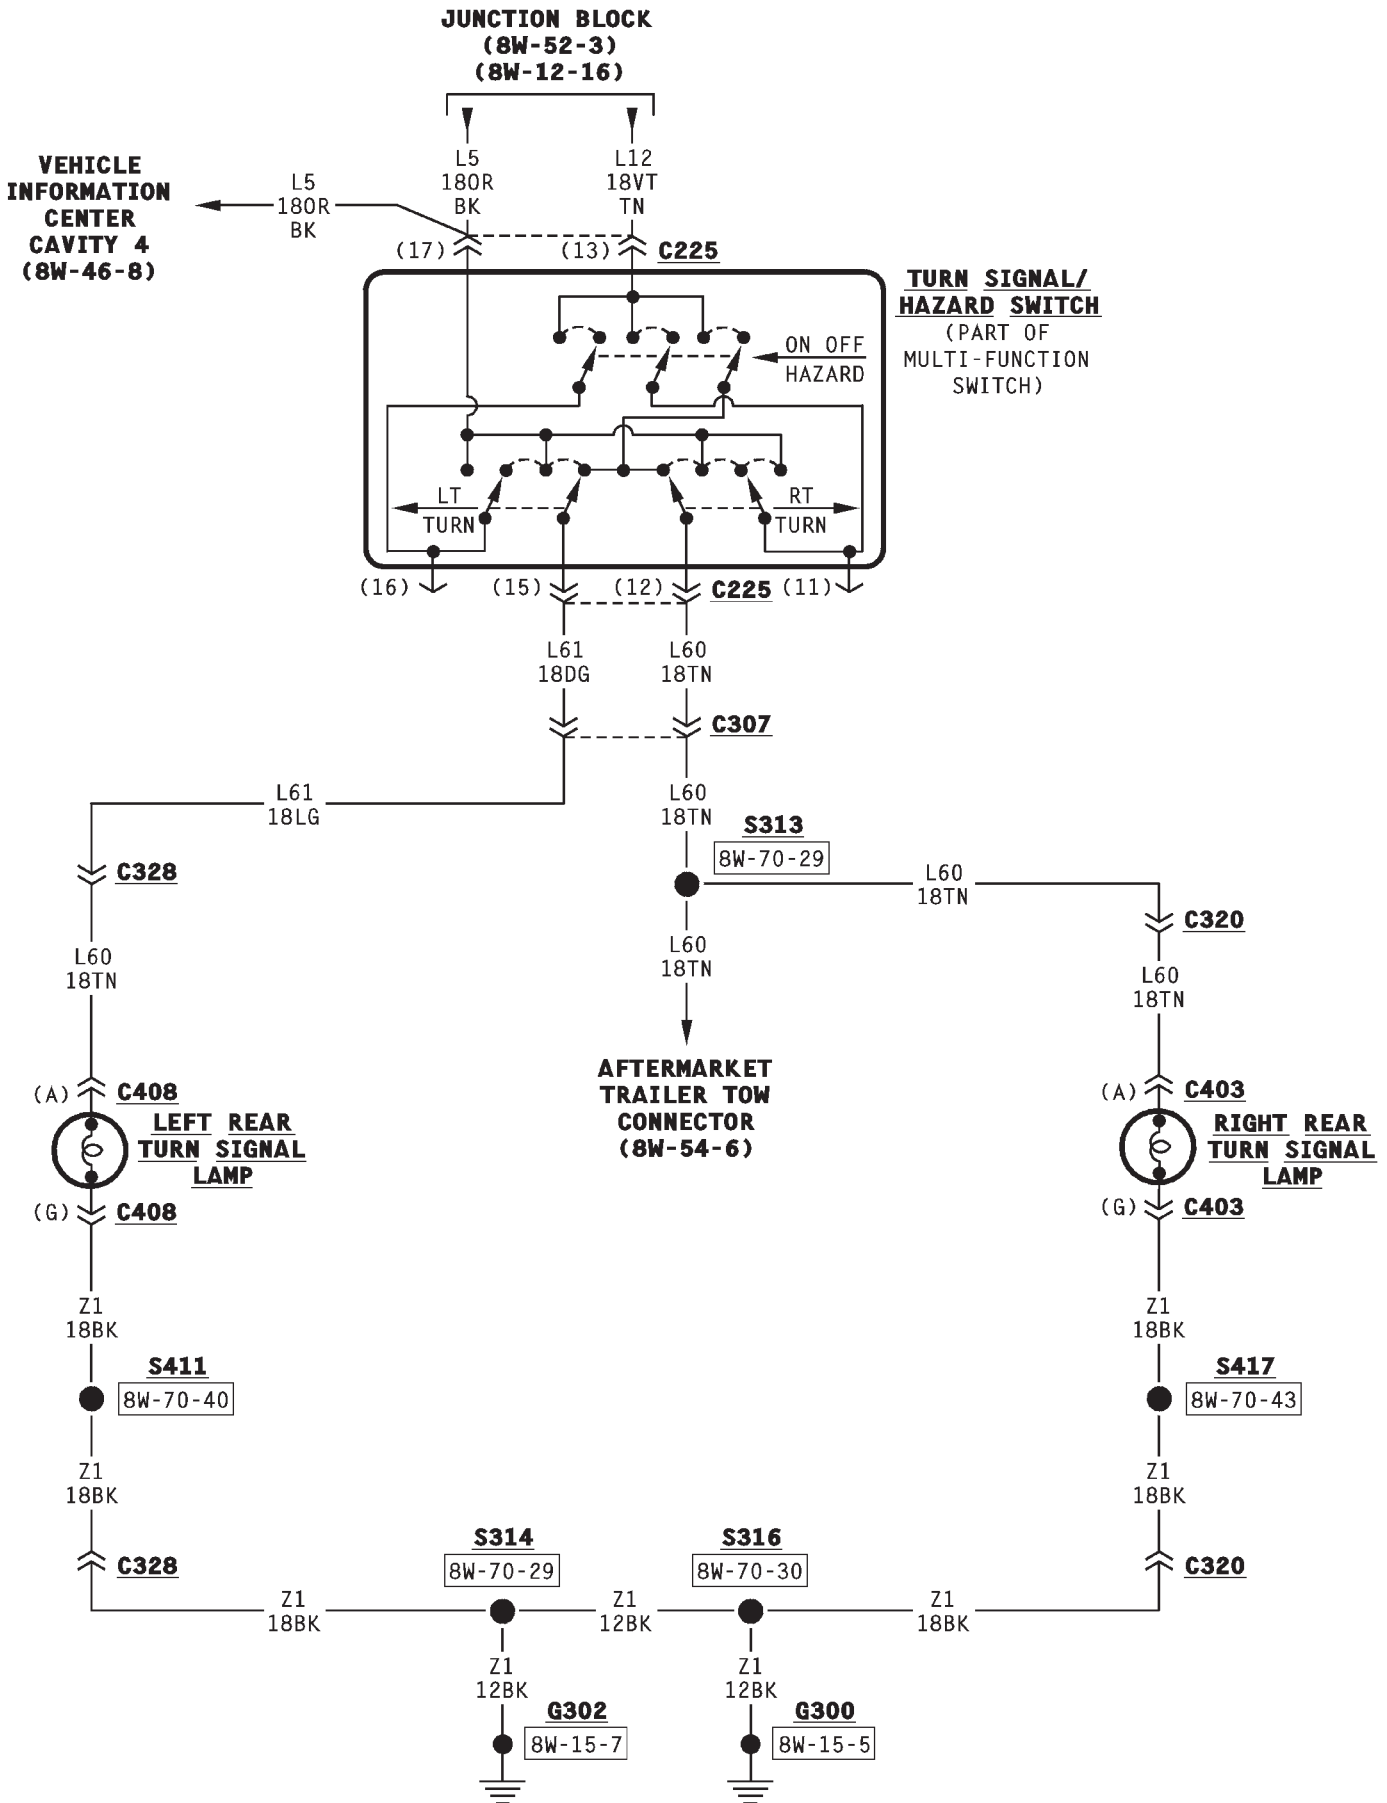 JUNCTION BLOCK
(8W-52-3)
(8W-12-16)
VEHICLE
INFORMATION
CENTER
CAVITY 4
(8W-46-8)
L5
18OR
BK
L5
18OR
BK
L12
18VT
TN
(17)
(13)
C225
TURN SIGNAL/
HAZARD SWITCH
(PART OF
MULTI-FUNCTION
SWITCH)
ON OFF
HAZARD
LT
TURN
RT
TURN
(16)
(15)
(12)
C225
(11)
L61
18DG
L60
18TN
C307
L61
18LG
L60
18TN
S313
8W-70-29
C328
L60
18TN
C320
L60
18TN
L60
18TN
L60
18TN
AFTERMARKET
TRAILER TOW
CONNECTOR
(8W-54-6)
(A)
C408
LEFT REAR
TURN SIGNAL
LAMP
(G)
C408
(A)
C403
RIGHT REAR
TURN SIGNAL
LAMP
(G)
C403
Z1
18BK
Z1
18BK
S411
8W-70-40
S417
8W-70-43
Z1
18BK
Z1
18BK
S314
8W-70-29
S316
8W-70-30
C328
C320
Z1
18BK
Z1
12BK
Z1
18BK
Z1
12BK
Z1
12BK
G302
8W-15-7
G300
8W-15-5